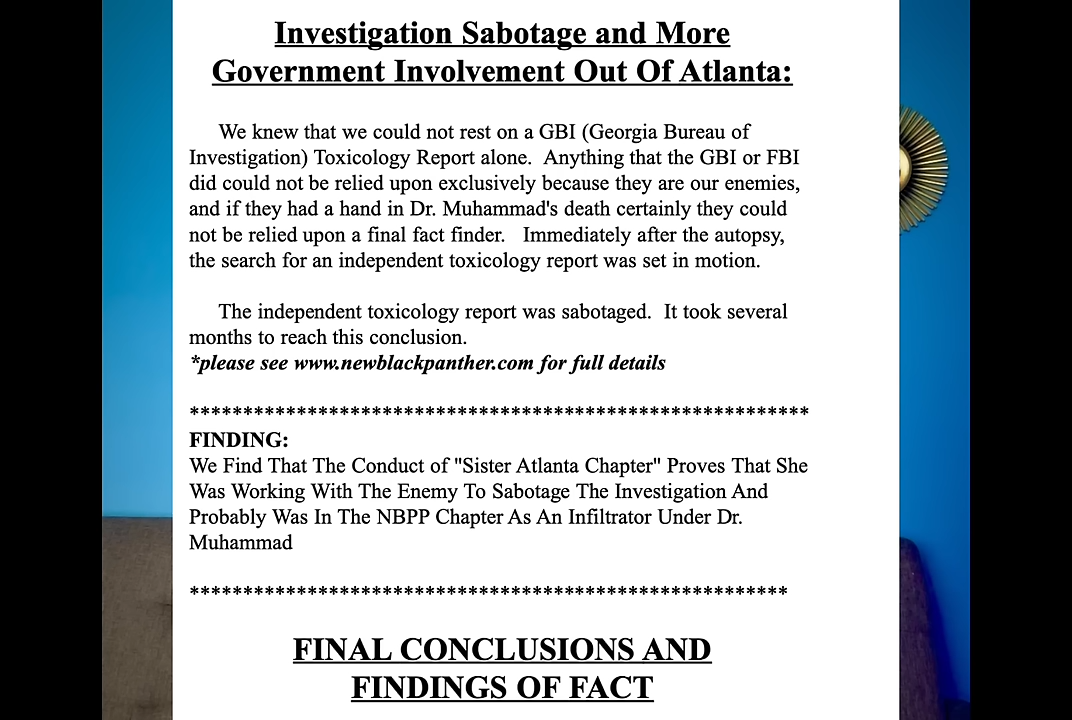 Investigation Sabotage and More
Government Involvement Out Of Atlanta:
We knew that we could not rest on a GBI (Georgia Bureau of
Investigation) Toxicology Report alone. Anything that the GBI or FBI
did could not be relied upon exclusively because they are our enemies,
and if they had a hand in Dr. Muhammad's death certainly they could
not be relied upon a final fact finder. Immediately after the autopsy,
the search for an independent toxicology report was set in motion.
The independent toxicology report was sabotaged. It took several
months to reach this conclusion.
*please see www.newblackpanther.com for full details
**********************************************************
FINDING:
We Find That The Conduct of "Sister Atlanta Chapter" Proves That She
Was Working With The Enemy To Sabotage The Investigation And
Probably Was In The NBPP Chapter As An Infiltrator Under Dr.
Muhammad
********************************************************
FINAL CONCLUSIONS AND
FINDINGS OF FACT